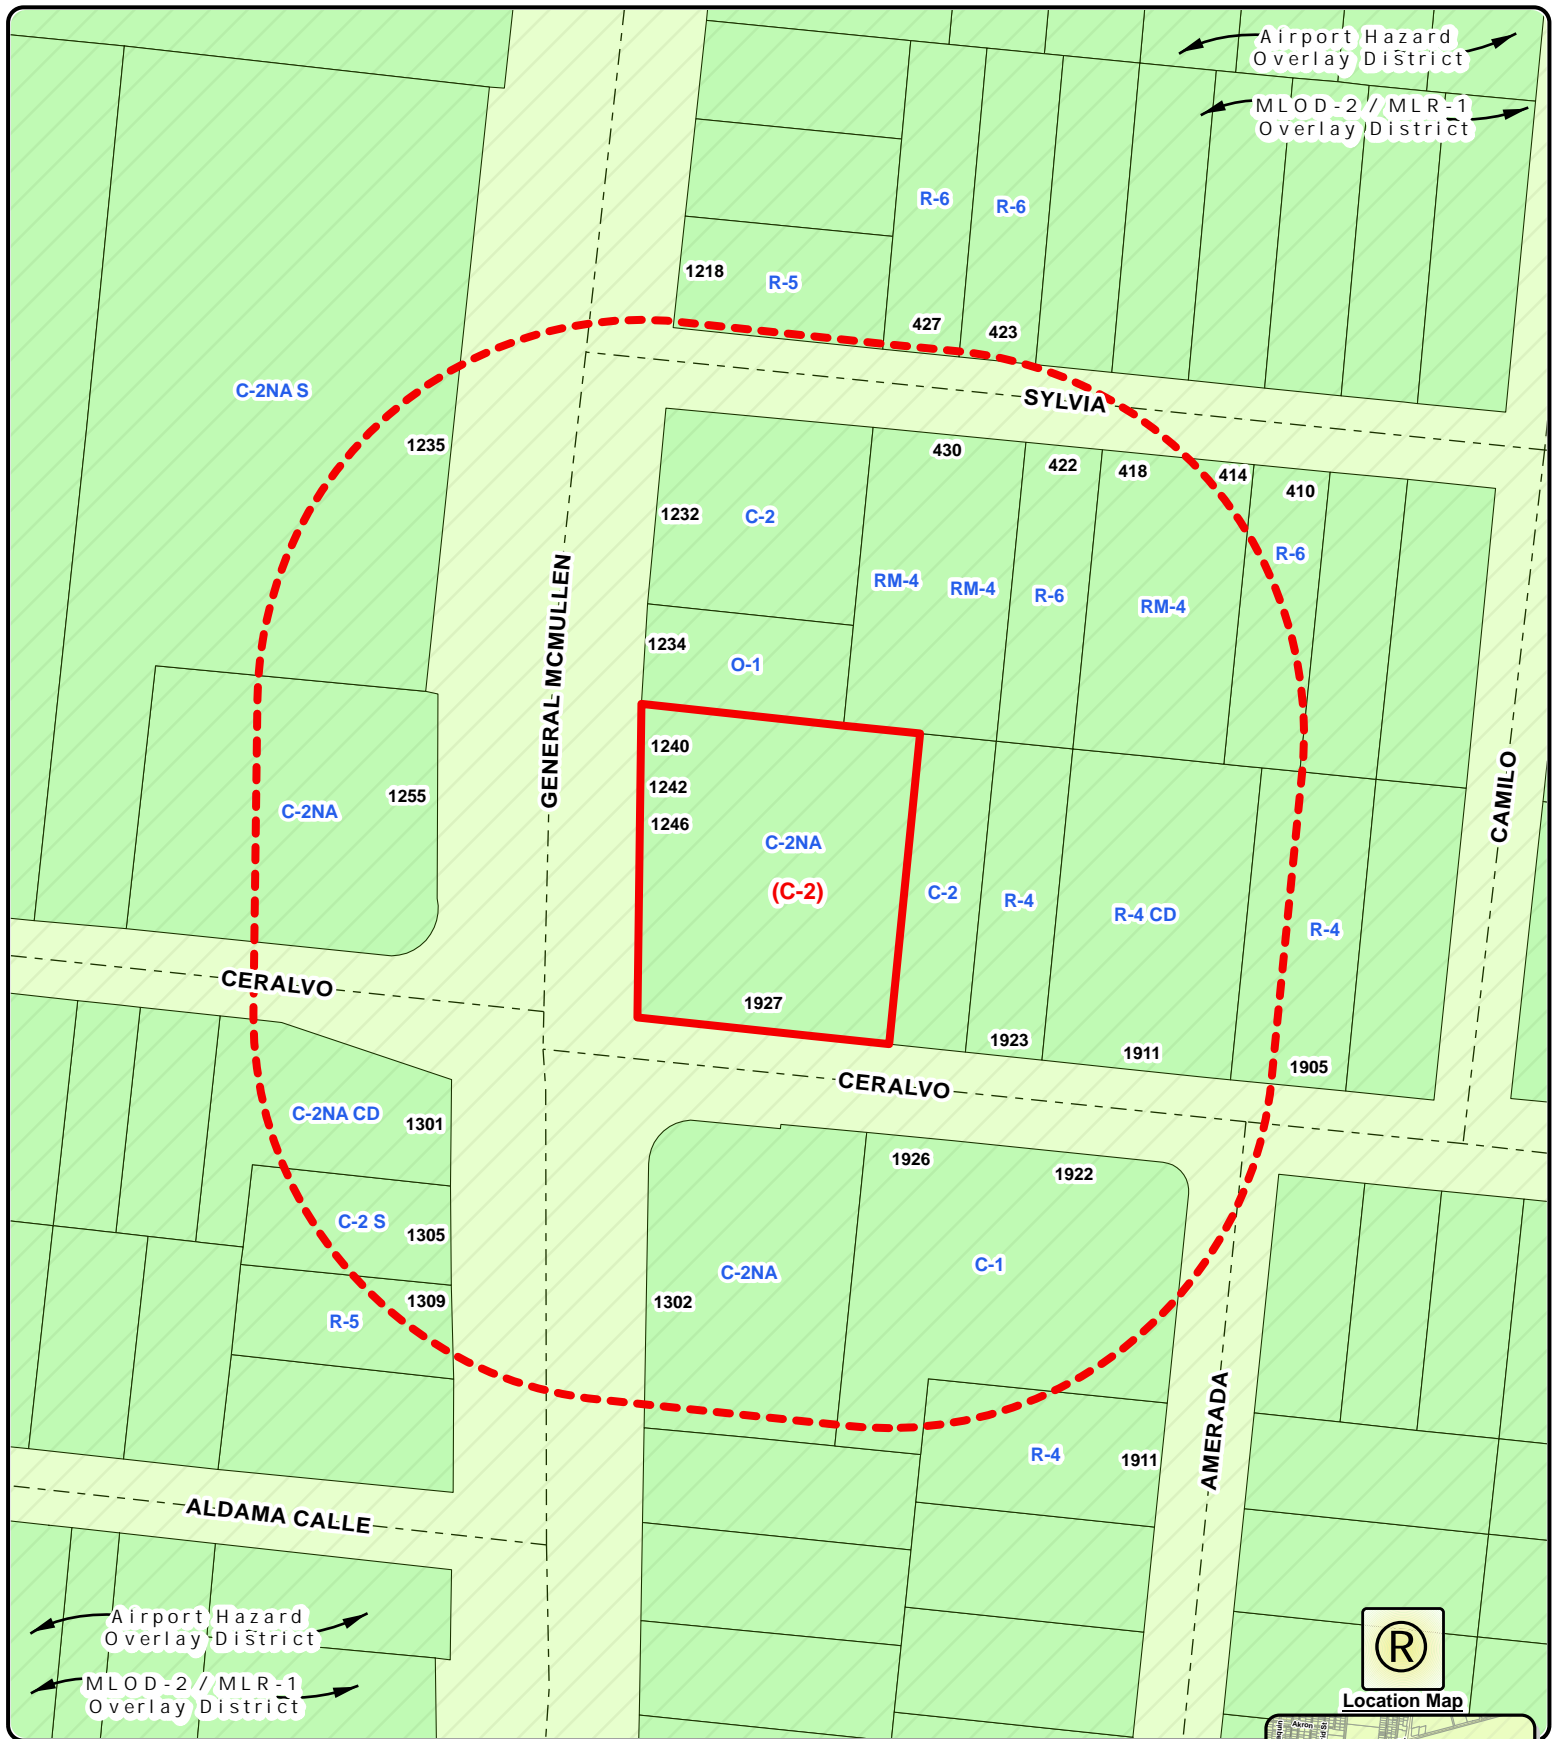 Airport Hazard
Overlay District
MLOD-2 / MLR-1
Overlay District
R-6
R-6
1218
R-5
427
423
C-2NA S
SYLVIA
1235
430
422
418
414
410
1232
C-2
R-6
RM-4
RM-4
R-6
RM-4
GENERAL MCMULLEN
1234
O-1
1240
1242
1246
C-2NA
1255
C-2NA
(C-2)
C-2
R-4
R-4 CD
R-4
CAMILO
CERALVO
1927
1923
1911
1905
CERALVO
C-2NA CD
1301
1926
1922
C-2 S
1305
C-2NA
C-1
1309
R-5
1302
R-4
1911
AMERADA
ALDAMA CALLE
Airport Hazard
Overlay District
MLOD-2 / MLR-1
Overlay District
R
Location Map
Akron